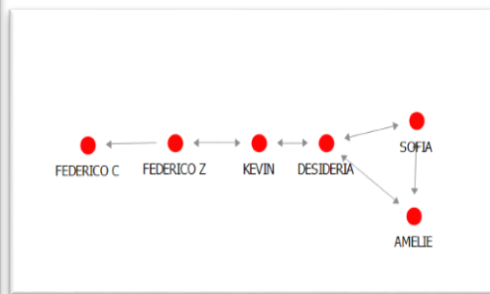 SOFIA
FEDERICO C
FEDERICO Z
KEVIN
DESIDERIA
AMELIE